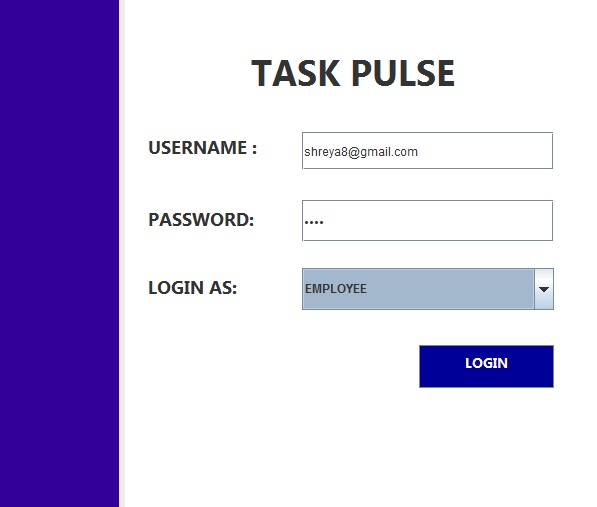 TASK PULSE
USERNAME : shreya8@gmail.com
PASSWORD: ••••
LOGIN AS: EMPLOYEE
LOGIN